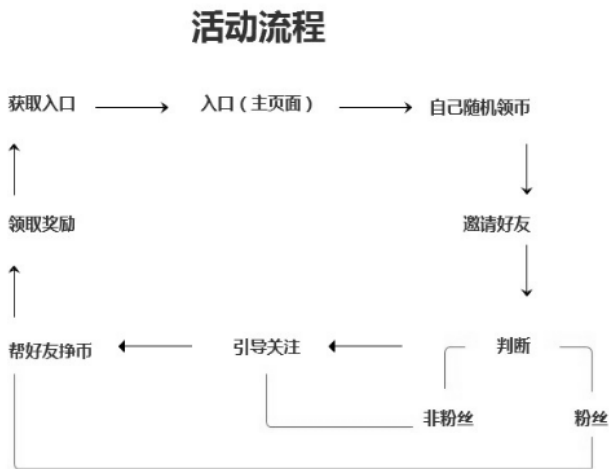 活动流程
获取入口
入口（主页面）
自己随机领币
领取奖励
邀请好友
帮好友挣币
引导关注
判断
非粉丝
粉丝